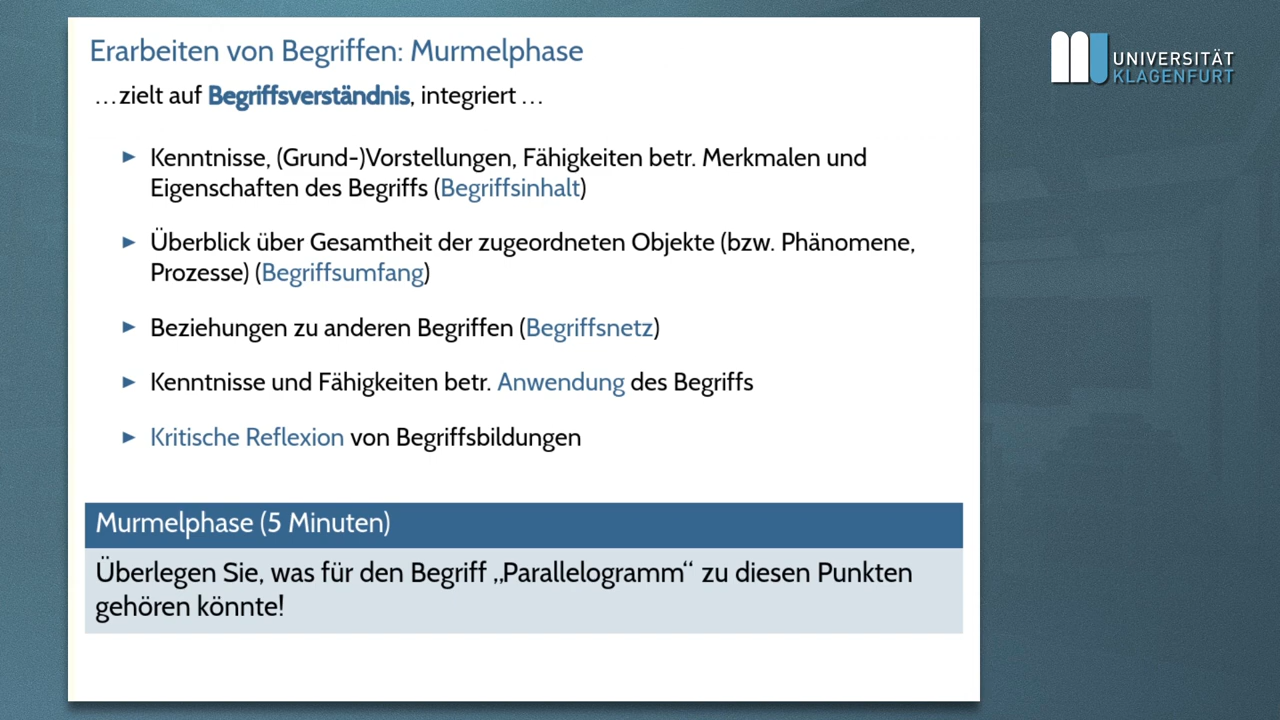 Erarbeiten von Begriffen: Murmelphase
…zielt auf Begriffsverständnis, integriert …
► Kenntnisse, (Grund-)Vorstellungen, Fähigkeiten betr. Merkmalen und
Eigenschaften des Begriffs (Begriffsinhalt)
► Überblick über Gesamtheit der zugeordneten Objekte (bzw. Phänomene,
Prozesse) (Begriffsumfang)
► Beziehungen zu anderen Begriffen (Begriffsnetz)
► Kenntnisse und Fähigkeiten betr. Anwendung des Begriffs
► Kritische Reflexion von Begriffsbildungen
Murmelphase (5 Minuten)
Überlegen Sie, was für den Begriff „Parallelogramm“ zu diesen Punkten
gehören könnte!
UNIVERSITÄT
KLAGENFURT